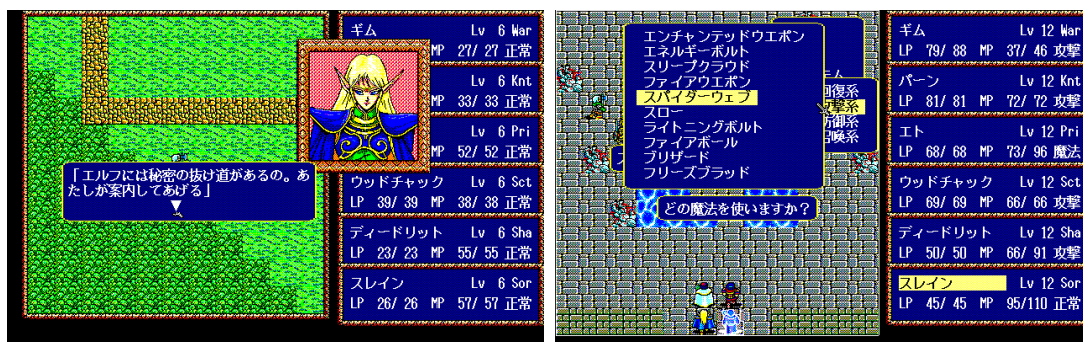 ギム Lv 6 War
MP 27/ 27 正常
Lv 6 Knt
MP 33/ 33 正常
Lv 6 Pri
MP 52/ 52 正常
ウッドチャック Lv 6 Sct
LP 39/ 39 MP 38/ 38 正常
ディードリット Lv 6 Sha
LP 23/ 23 MP 55/ 55 正常
スレイン Lv 6 Sor
LP 26/ 26 MP 57/ 57 正常
「エルフには秘密の抜け道があるの。あ
たしが案内してあげる」
エンチャンテッドウエポン
エネルギーボルト
スリープクラウド
ファイアウエポン
スパイダーウェブ
スロー
ライトニングボルト
ファイアボール
ブリザード
フリーズブラッド
回復系
攻撃系
防御系
召喚系
どの魔法を使いますか?
ギム Lv 12 War
LP 79/ 88 MP 37/ 46 攻撃
パーン Lv 12 Knt
LP 81/ 81 MP 72/ 72 攻撃
エト Lv 12 Pri
LP 68/ 68 MP 73/ 96 魔法
ウッドチャック Lv 12 Sct
LP 69/ 69 MP 66/ 66 攻撃
ディードリット Lv 12 Sha
LP 50/ 50 MP 66/ 91 攻撃
スレイン Lv 12 Sor
LP 45/ 45 MP 95/110 正常